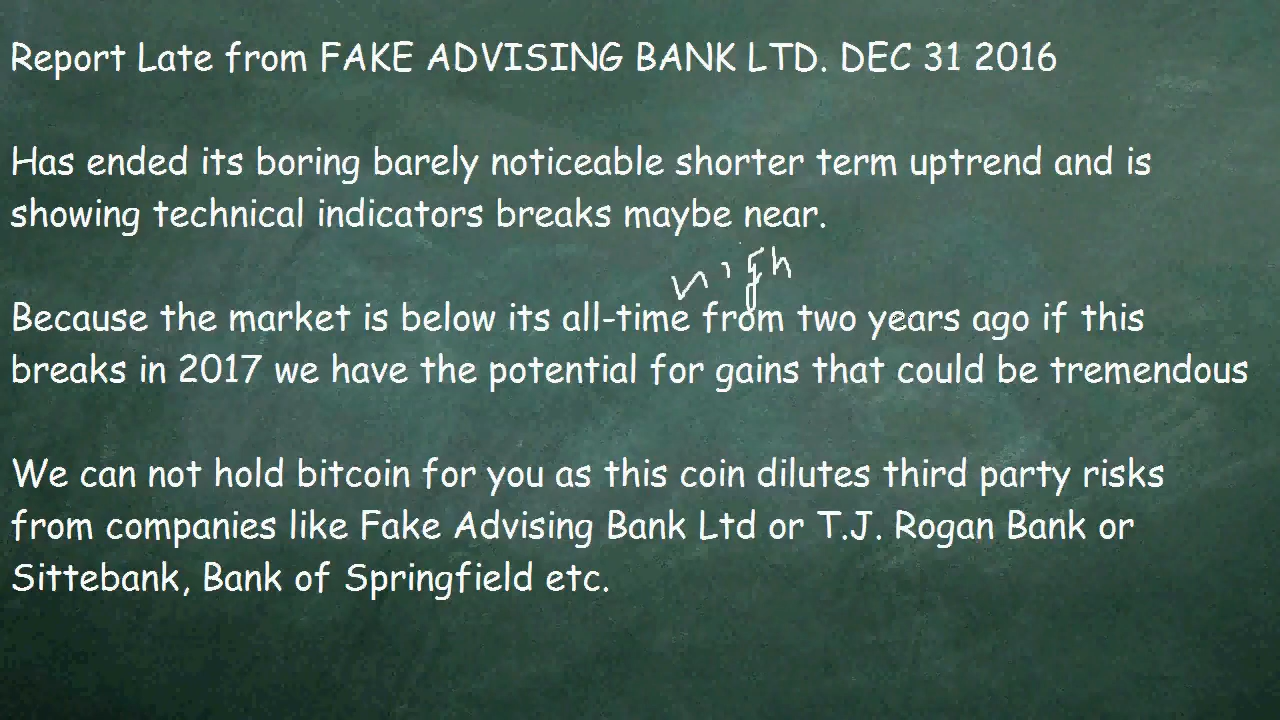 Report Late from FAKE ADVISING BANK LTD. DEC 31 2016
Has ended its boring barely noticeable shorter term uptrend and is
showing technical indicators breaks maybe near.
high
Because the market is below its all-time from two years ago if this
breaks in 2017 we have the potential for gains that could be tremendous
We can not hold bitcoin for you as this coin dilutes third party risks
from companies like Fake Advising Bank Ltd or T.J. Rogan Bank or
Sittebank, Bank of Springfield etc.